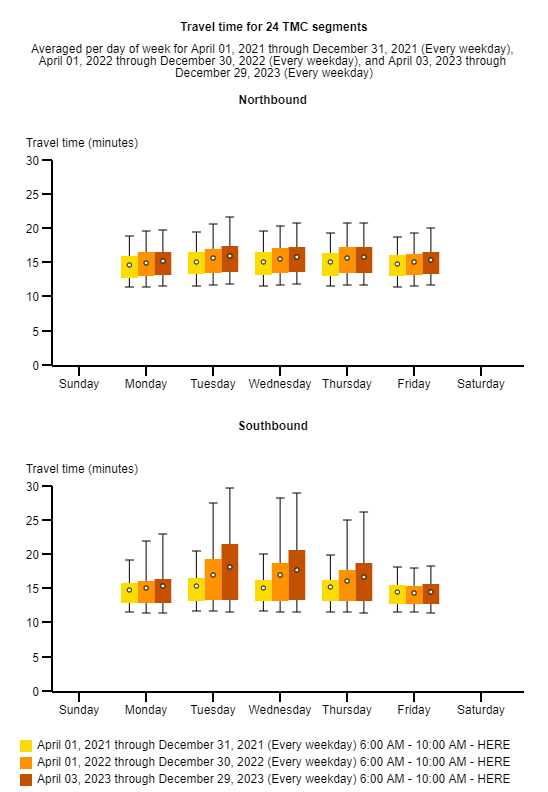 Travel time for 24 TMC segments
Averaged per day of week for April 01, 2021 through December 31, 2021 (Every weekday),
April 01, 2022 through December 30, 2022 (Every weekday), and April 03, 2023 through
December 29, 2023 (Every weekday)
Northbound
Travel time (minutes)
30
25
20
15
10
5
0
Sunday Monday Tuesday Wednesday Thursday Friday Saturday
Southbound
Travel time (minutes)
30
25
20
15
10
5
0
Sunday Monday Tuesday Wednesday Thursday Friday Saturday
April 01, 2021 through December 31, 2021 (Every weekday) 6:00 AM - 10:00 AM - HERE
April 01, 2022 through December 30, 2022 (Every weekday) 6:00 AM - 10:00 AM - HERE
April 03, 2023 through December 29, 2023 (Every weekday) 6:00 AM - 10:00 AM - HERE